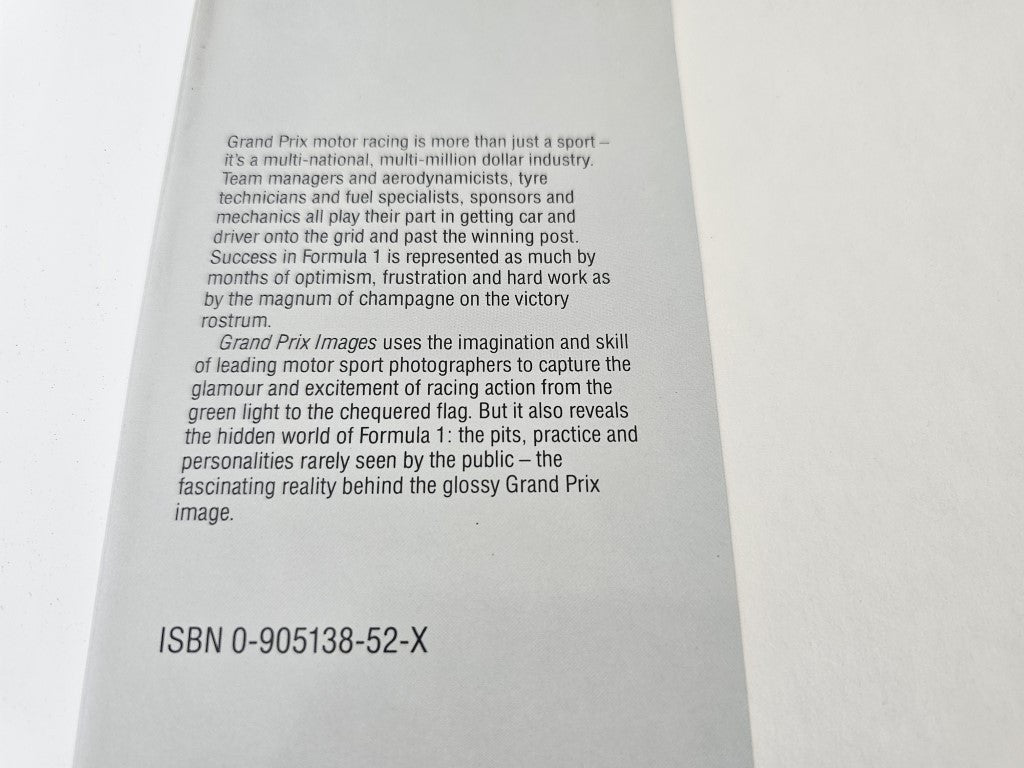 Grand Prix motor racing is more than just a sport –
it's a multi-national, multi-million dollar industry.
Team managers and aerodynamicists, tyre
technicians and fuel specialists, sponsors and
mechanics all play their part in getting car and
driver onto the grid and past the winning post.
Success in Formula 1 is represented as much by
months of optimism, frustration and hard work as
by the magnum of champagne on the victory
rostrum.
Grand Prix Images uses the imagination and skill
of leading motor sport photographers to capture the
glamour and excitement of racing action from the
green light to the chequered flag. But it also reveals
the hidden world of Formula 1: the pits, practice and
personalities rarely seen by the public – the
fascinating reality behind the glossy Grand Prix
image.
ISBN 0-905138-52-X